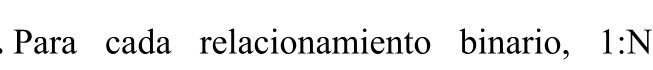 . Para cada relacionamiento binario, 1:N